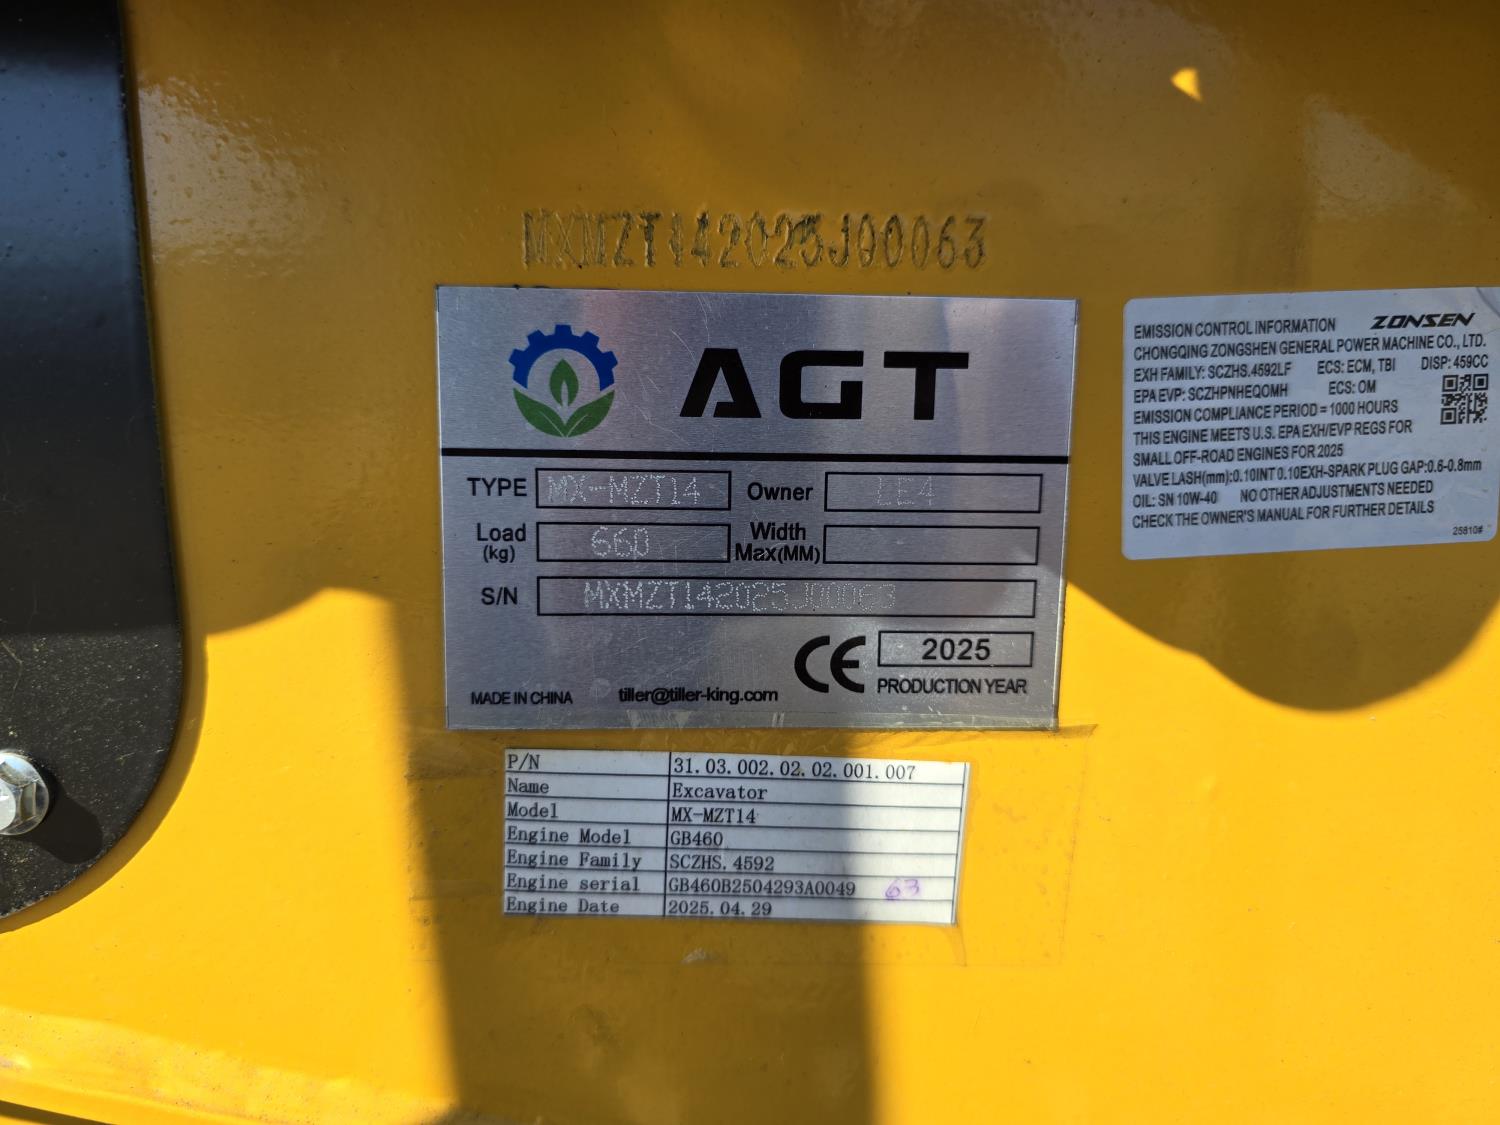 MXMZT142025J00063
AGT
TYPE MX-MZT14 Owner LE4
Load (kg) 660 Width Max(MM)
S/N MXMZT142025J00063
CE 2025
PRODUCTION YEAR
MADE IN CHINA tiller@tiller-king.com
P/N 31.03.002.02.02.001.007
Name Excavator
Model MX-MZT14
Engine Model GB460
Engine Family SCZHS.4592
Engine serial GB460B2504293A0049 63
Engine Date 2025.04.29
EMISSION CONTROL INFORMATION ZONSEN
CHONGQING ZONGSHEN GENERAL POWER MACHINE CO., LTD.
EXH FAMILY: SCZHS.4592LF ECS: ECM, TBI DISP: 459CC
EPA EVP: SCZHPNHEQOMH ECS: OM
EMISSION COMPLIANCE PERIOD = 1000 HOURS
THIS ENGINE MEETS U.S. EPA EXH/EVP REGS FOR
SMALL OFF-ROAD ENGINES FOR 2025
VALVE LASH(mm):0.10INT 0.10EXH-SPARK PLUG GAP:0.6-0.8mm
OIL: SN 10W-40 NO OTHER ADJUSTMENTS NEEDED
CHECK THE OWNER'S MANUAL FOR FURTHER DETAILS
25810#